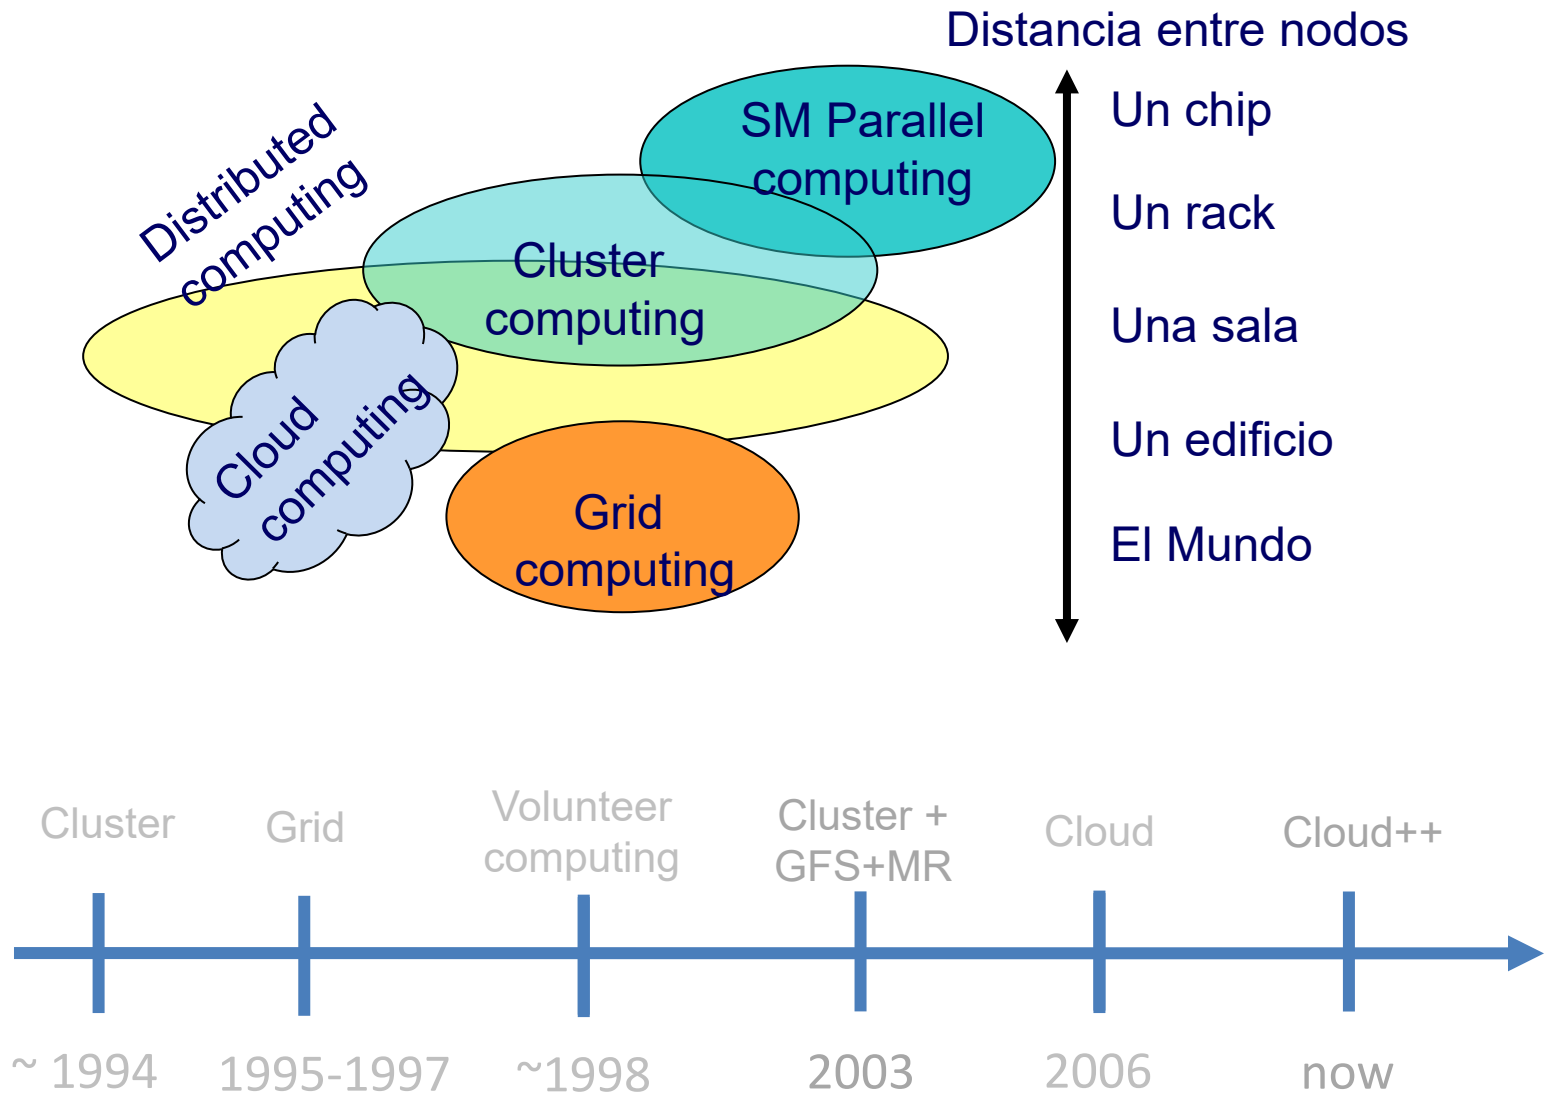 Distancia entre nodos
SM Parallel
computing
Un chip
Distributed
computing
Un rack
Cluster
computing
Una sala
Cloud
computing
Un edificio
Grid
computing
El Mundo
Cluster
Grid
Volunteer
computing
Cluster +
GFS+MR
Cloud
Cloud++
~ 1994
1995-1997
~1998
2003
2006
now